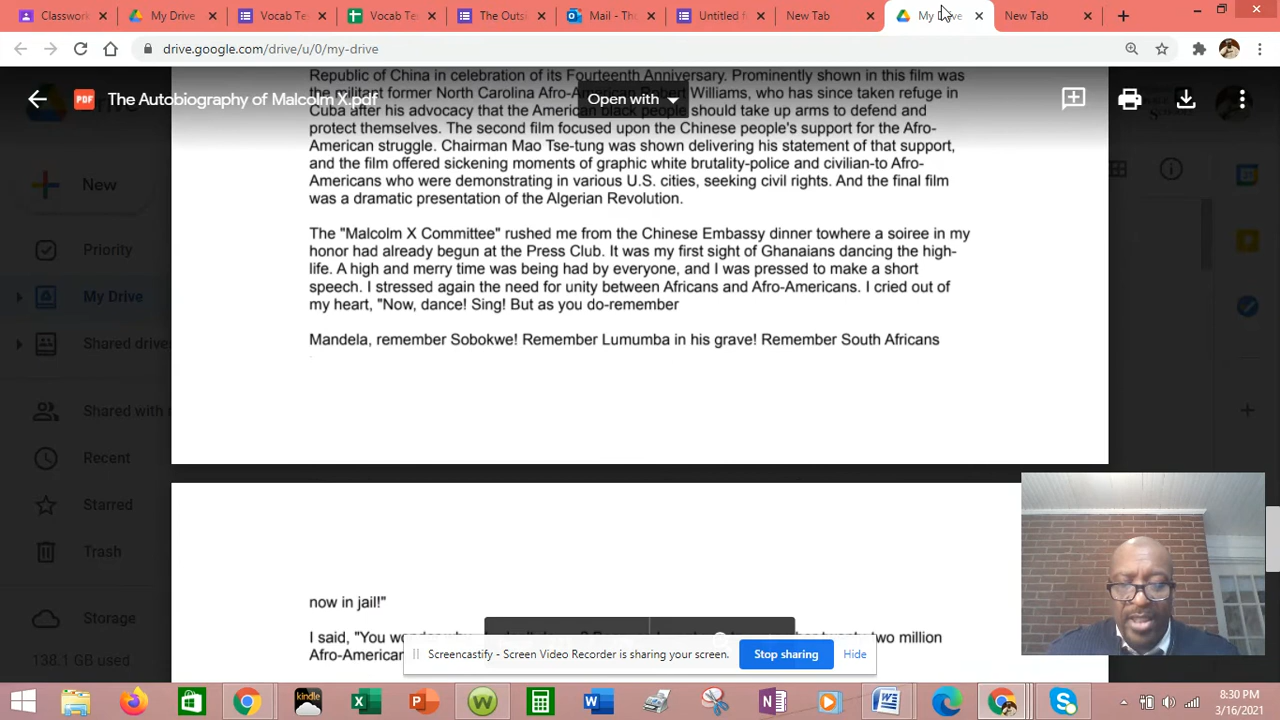 Classwork
My Drive
Vocab Te
Vocab Te
The Outs
Mail - Th
Untitled f
New Tab
My Drive
New Tab
drive.google.com/drive/u/0/my-drive
Republic of China in celebration of its Fourteenth Anniversary. Prominently shown in this film was
the militant former North Carolina Afro-American Robert Williams, who has since taken refuge in
PDF The Autobiography of Malcolm X.pdf
Open with
Cuba after his advocacy that the American black people should take up arms to defend and
protect themselves. The second film focused upon the Chinese people's support for the Afro-
American struggle. Chairman Mao Tse-tung was shown delivering his statement of that support,
and the film offered sickening moments of graphic white brutality-police and civilian-to Afro-
Americans who were demonstrating in various U.S. cities, seeking civil rights. And the final film
was a dramatic presentation of the Algerian Revolution.
The "Malcolm X Committee" rushed me from the Chinese Embassy dinner towhere a soiree in my
honor had already begun at the Press Club. It was my first sight of Ghanaians dancing the high-
life. A high and merry time was being had by everyone, and I was pressed to make a short
speech. I stressed again the need for unity between Africans and Afro-Americans. I cried out of
my heart, "Now, dance! Sing! But as you do-remember
Mandela, remember Sobokwe! Remember Lumumba in his grave! Remember South Africans
now in jail!"
I said, "You
two million
Afro-American
New
Priority
My Drive
Shared drive
Shared with
Recent
Starred
Trash
Storage
138.1 GB used
Screencastify - Screen Video Recorder is sharing your screen.
Stop sharing
Hide
kindle
8:30 PM
3/16/2021